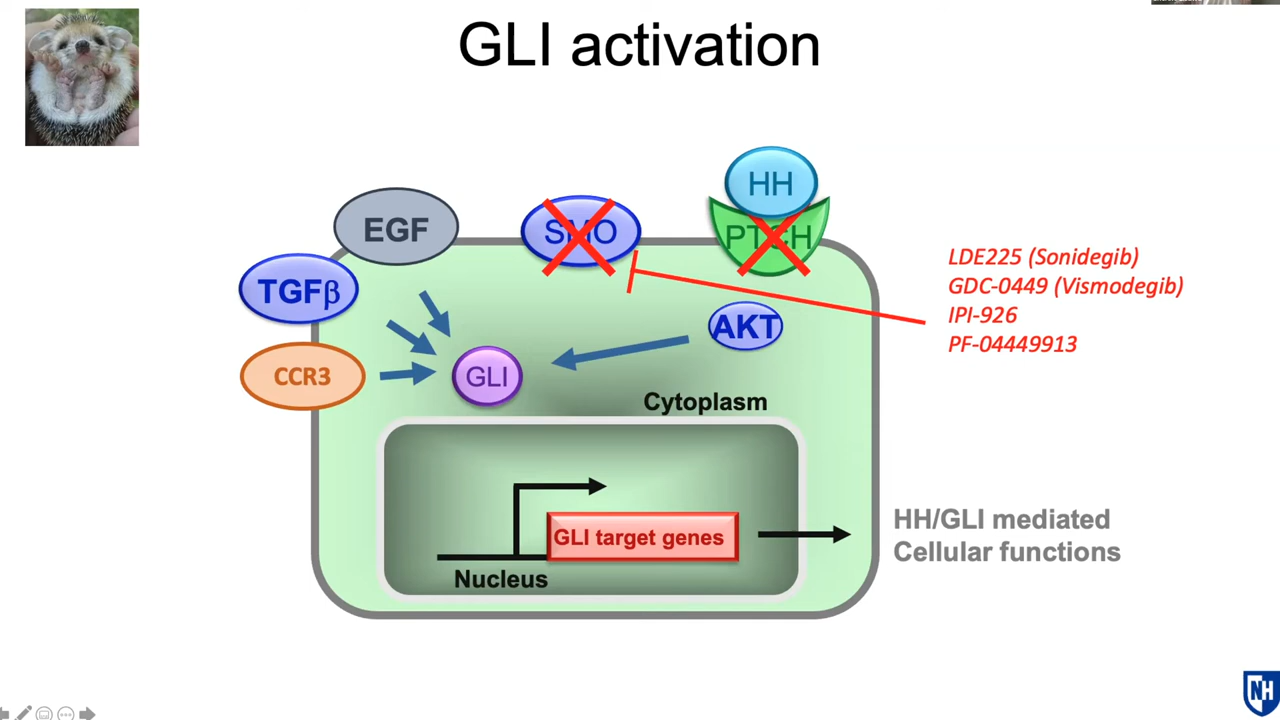 GLI activation
HH
EGF
SMO
PTCH
TGFβ
LDE225 (Sonidegib)
GDC-0449 (Vismodegib)
IPI-926
PF-04449913
AKT
CCR3
GLI
Cytoplasm
GLI target genes
HH/GLI mediated
Cellular functions
Nucleus
NH